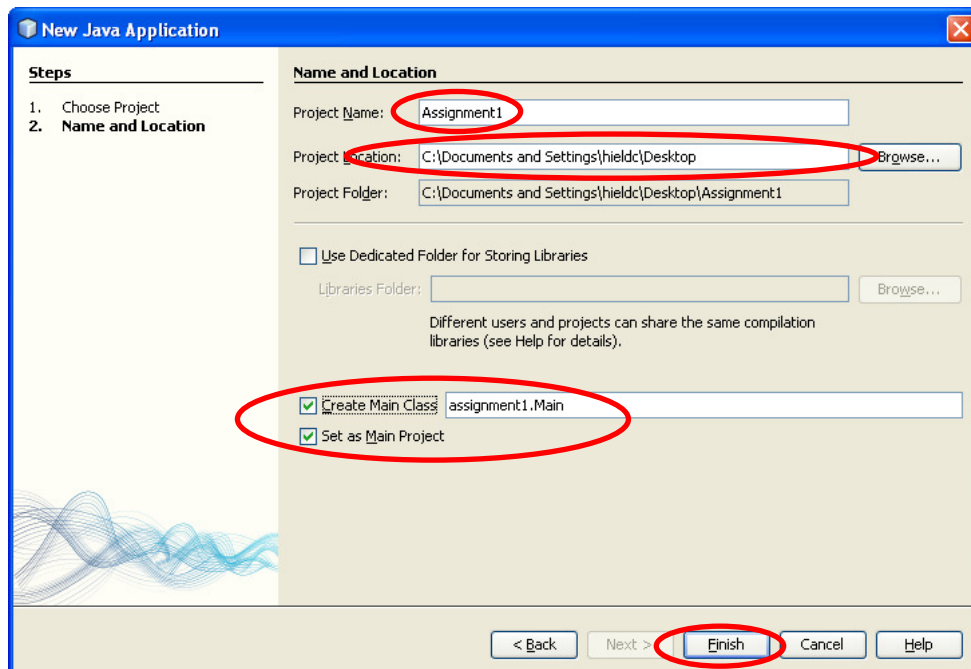 New Java Application
Steps
1. Choose Project
2. Name and Location
Name and Location
Project Name: Assignment1
Project Location: C:\Documents and Settings\hieldc\Desktop Browse...
Project Folder: C:\Documents and Settings\hieldc\Desktop\Assignment1
Use Dedicated Folder for Storing Libraries
Libraries Folder: Browse...
Different users and projects can share the same compilation
libraries (see Help for details).
Create Main Class assignment1.Main
Set as Main Project
< Back Next > Finish Cancel Help